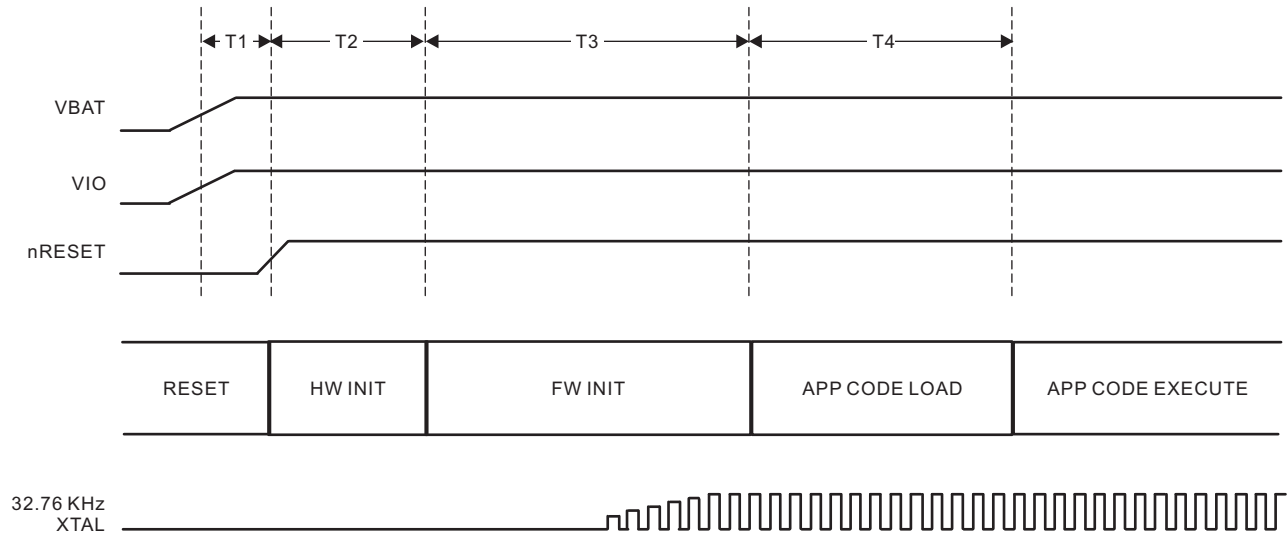 T1
T2
T3
T4
VBAT
VIO
nRESET
RESET
HW INIT
FW INIT
APP CODE LOAD
APP CODE EXECUTE
32.76 KHz
XTAL